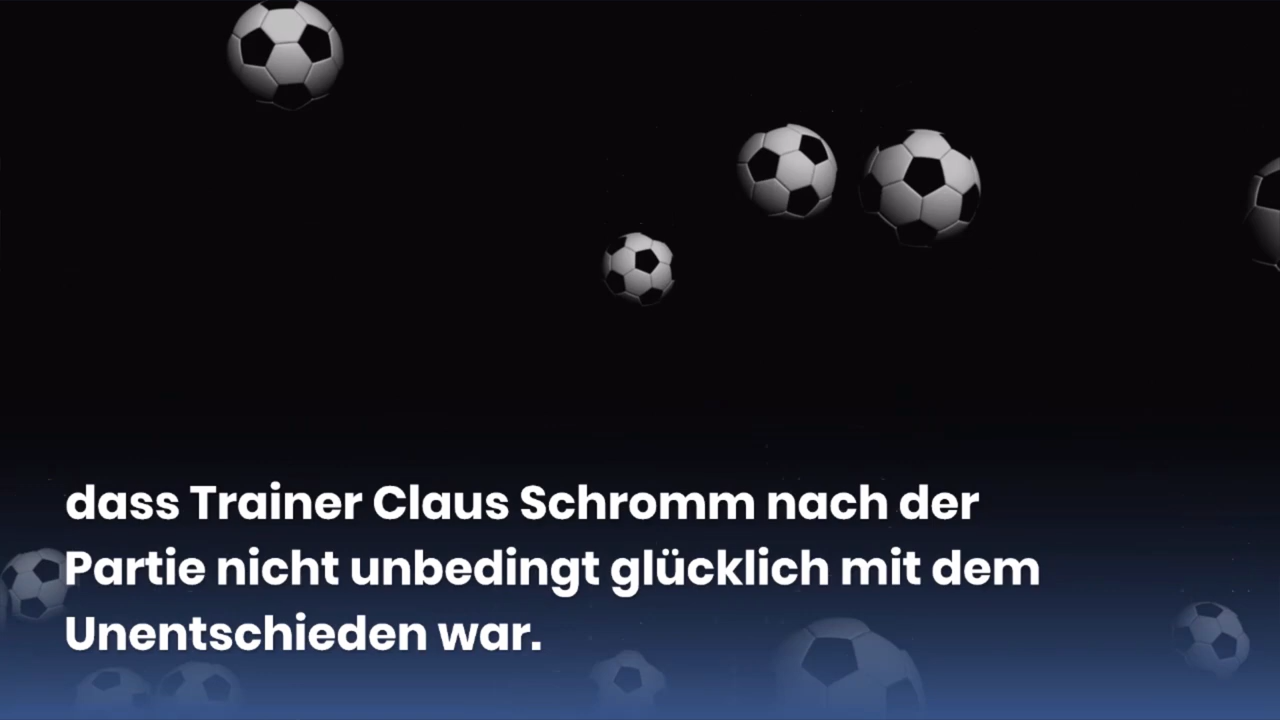 dass Trainer Claus Schromm nach der
Partie nicht unbedingt glücklich mit dem
Unentschieden war.